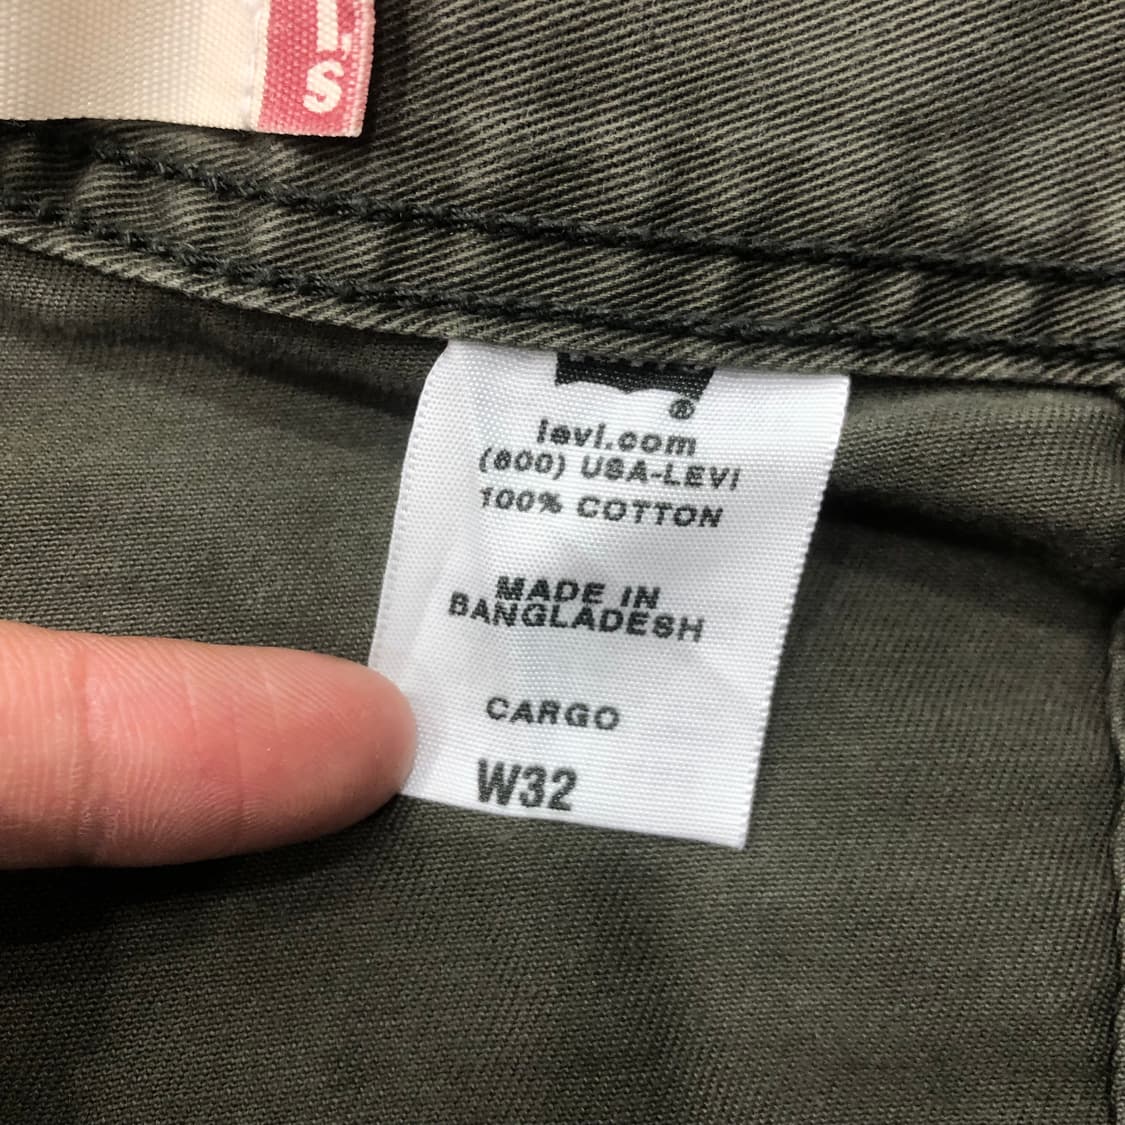 'S
®
levi.com
(800) USA-LEVI
100% COTTON
MADE IN
BANGLADESH
CARGO
W32